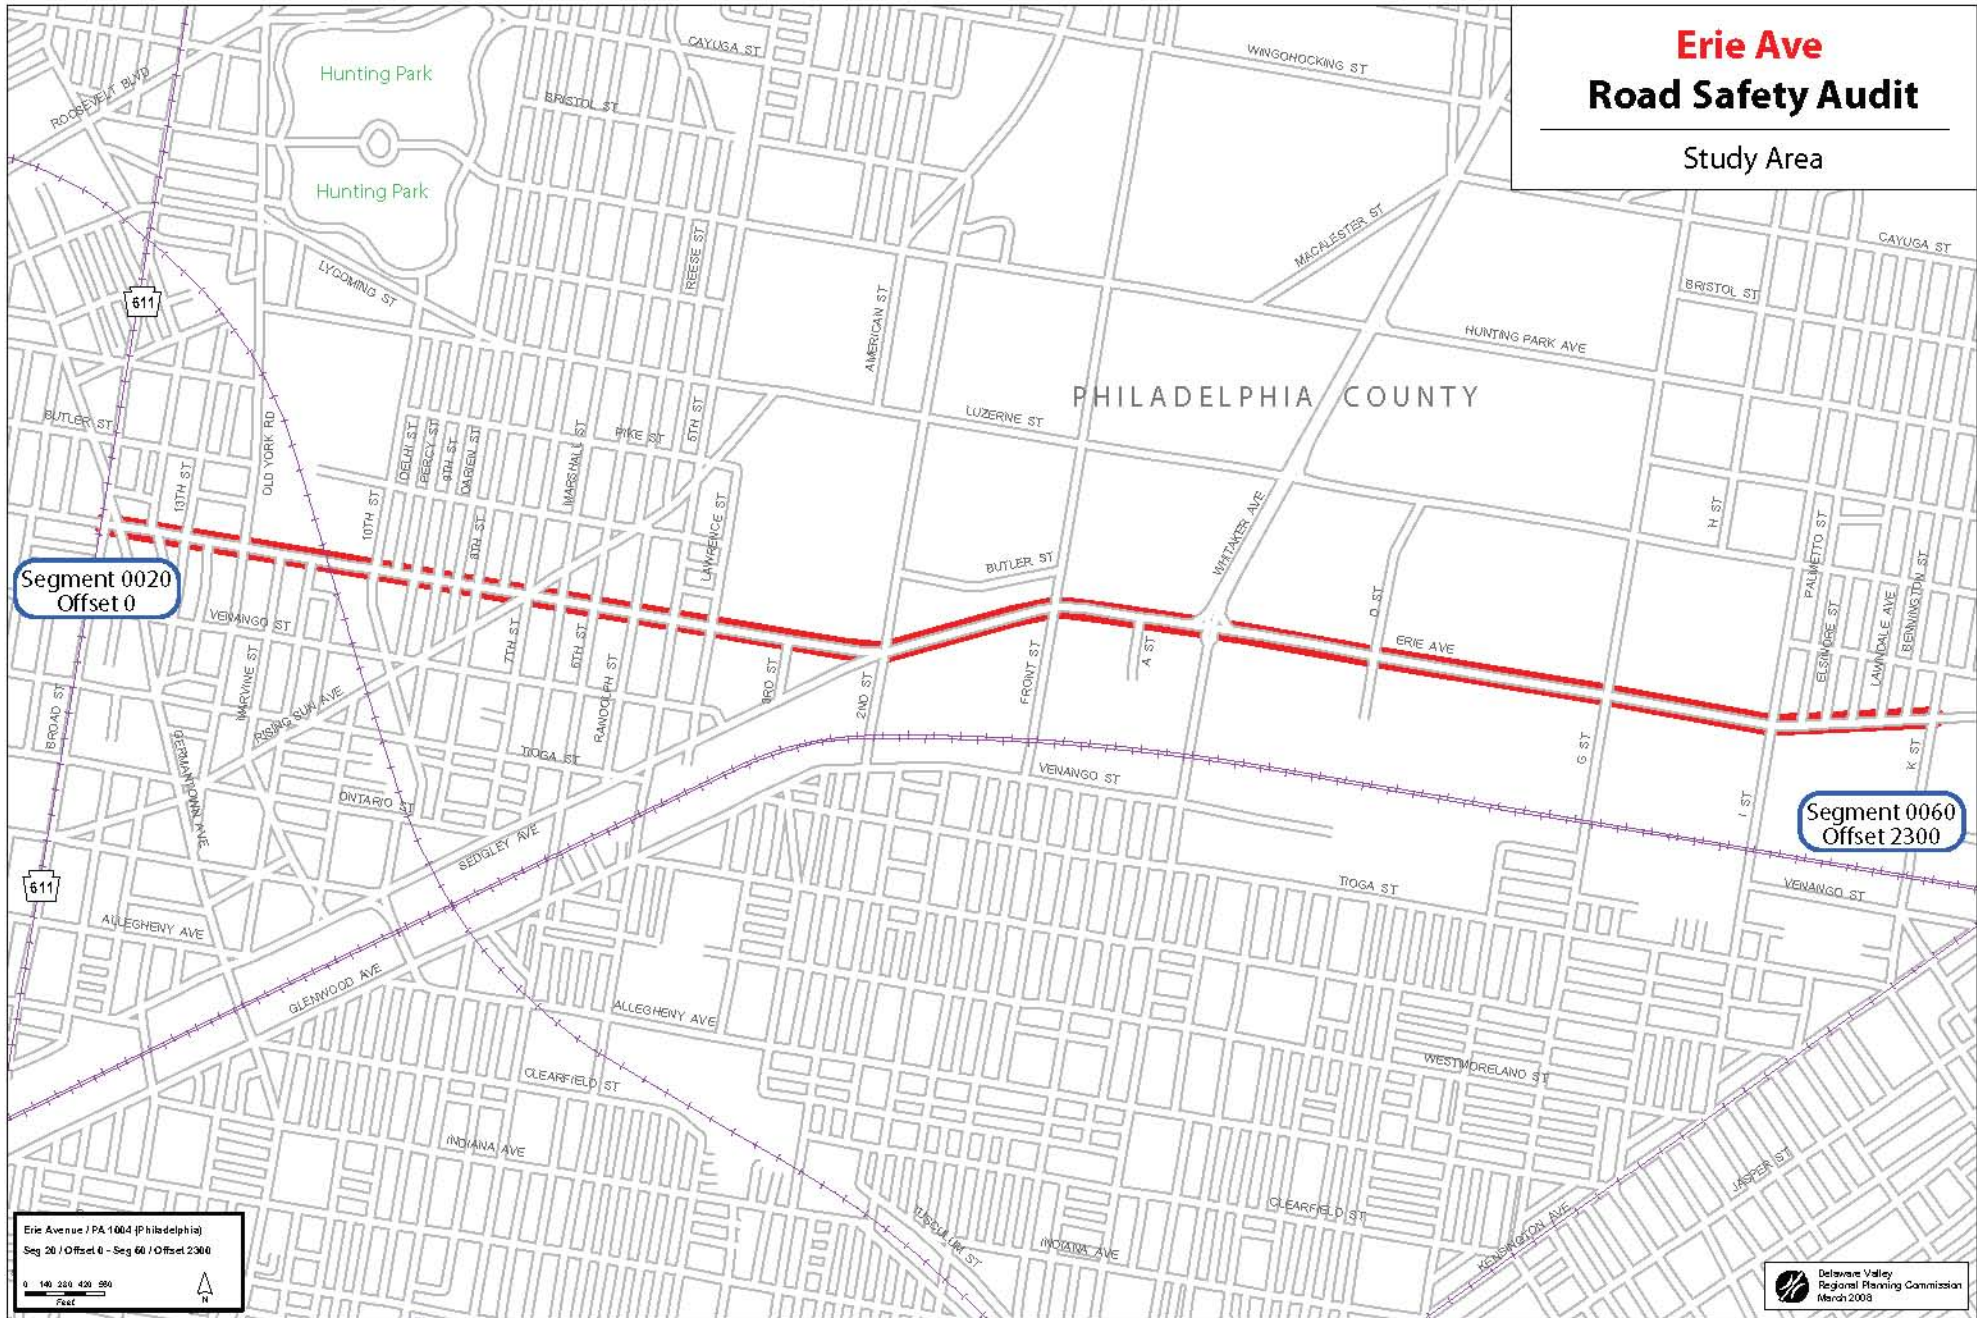 Erie Ave
Road Safety Audit
Study Area
Hunting Park
Hunting Park
CAYUGA ST
WINGOHOCKING ST
ROOSEVELT BLVD
BRISTOL ST
MACALESTER ST
CAYUGA ST
REESE ST
LYCOMING ST
611
BRISTOL ST
AMERICAN ST
HUNTING PARK AVE
PHILADELPHIA COUNTY
BUTLER ST
OLD YORK RD
LUZERNE ST
5TH ST
PIKE ST
MARSHALL ST
DELHI ST
PERCY ST
9TH ST
DARIEN ST
13TH ST
10TH ST
8TH ST
LAWRENCE ST
WHITAKER AVE
H ST
PALMETTO ST
BUTLER ST
Segment 0020
Offset 0
D ST
BENNINGTON ST
LAWNDALE AVE
ELSINORE ST
VENANGO ST
7TH ST
6TH ST
ERIE AVE
A ST
FRONT ST
3RD ST
2ND ST
MARVINE ST
RANDOLPH ST
RISING SUN AVE
BROAD ST
GERMANTOWN AVE
TIOGA ST
G ST
K ST
VENANGO ST
I ST
Segment 0060
Offset 2300
ONTARIO ST
SEDGLEY AVE
611
TIOGA ST
VENANGO ST
ALLEGHENY AVE
GLENWOOD AVE
ALLEGHENY AVE
WESTMORELAND ST
CLEARFIELD ST
INDIANA AVE
JASPER ST
CLEARFIELD ST
KENSINGTON AVE
TUSCULUM ST
INDIANA AVE
Erie Avenue / PA 1004 (Philadelphia)
Seg 20 / Offset 0 - Seg 60 / Offset 2300
0 140 280 420 560
Feet
N
Delaware Valley
Regional Planning Commission
March 2008